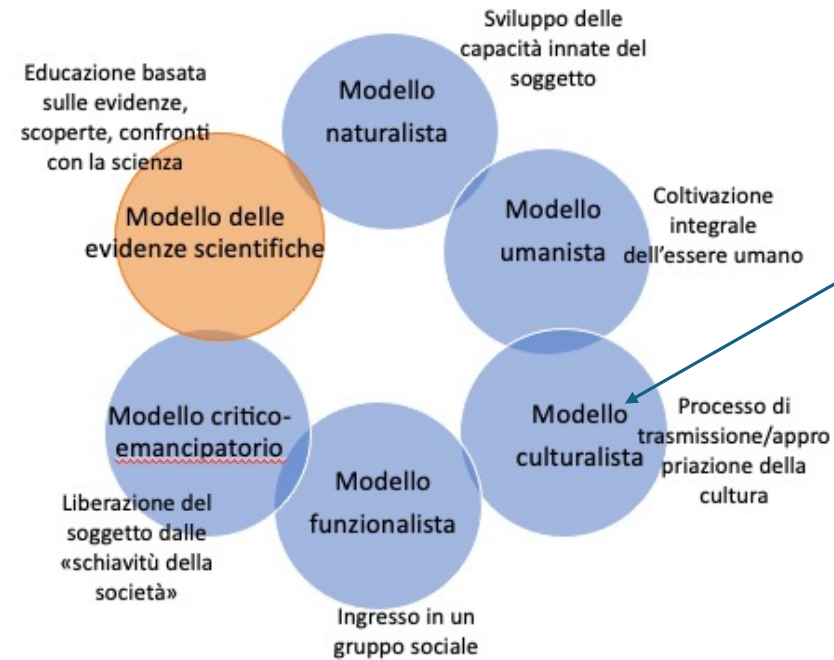 Sviluppo delle
capacità innate del
soggetto
Modello
naturalista
Educazione basata
sulle evidenze,
scoperte, confronti
con la scienza
Modello delle
evidenze scientifiche
Modello
umanista
Coltivazione
integrale
dell'essere umano
Modello
culturalista
Processo di
trasmissione/appro
priazione della
cultura
Modello critico-
emancipatorio
Liberazione del
soggetto dalle
«schiavitù della
società»
Modello
funzionalista
Ingresso in un
gruppo sociale